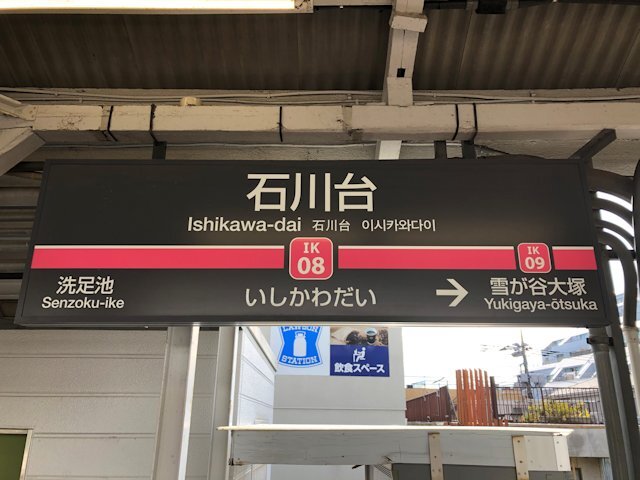 石川台
Ishikawa-dai 石川台 이시카와다이
IK
08
IK
09
洗足池
Senzoku-ike
いしかわだい
→
雪が谷大塚
Yukigaya-ōtsuka
LAWSON
STATION
飲食スペース